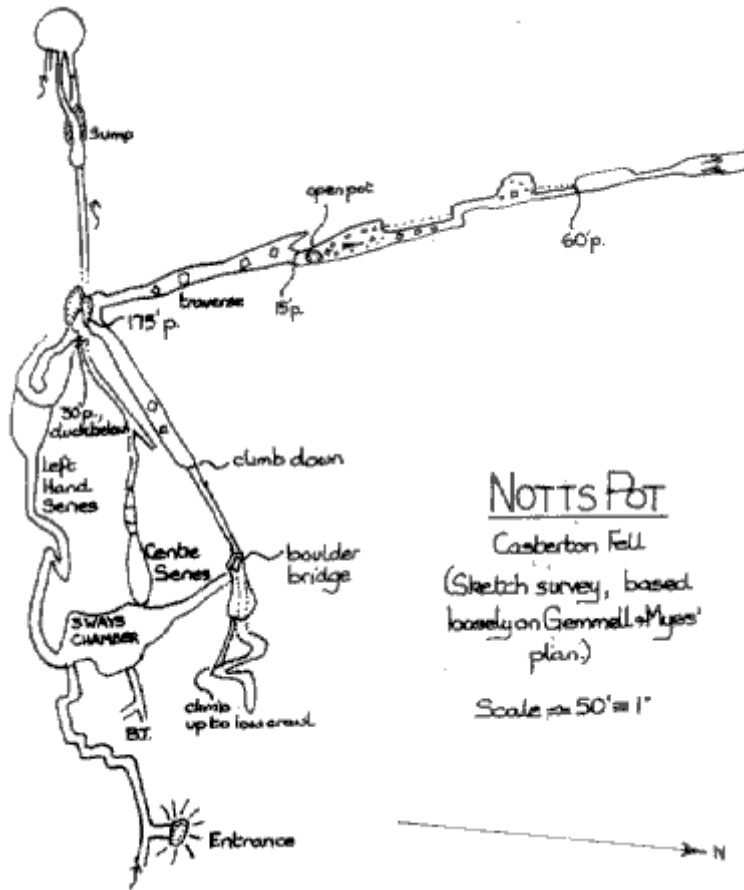 Sump
open pot
60'p.
15'p.
traverse
175' p.
30'p.,
duck below
climb down
Left
Hand
Series
Centre
Series
boulder
bridge
3 WAYS
CHAMBER
climb
up to low crawl
B.T.
Entrance
NOTTS POT
Casterton Fell
(Sketch survey, based
loosely on Gemmell + Myers'
plan.)
Scale ≃ 50' ≡ 1"
N